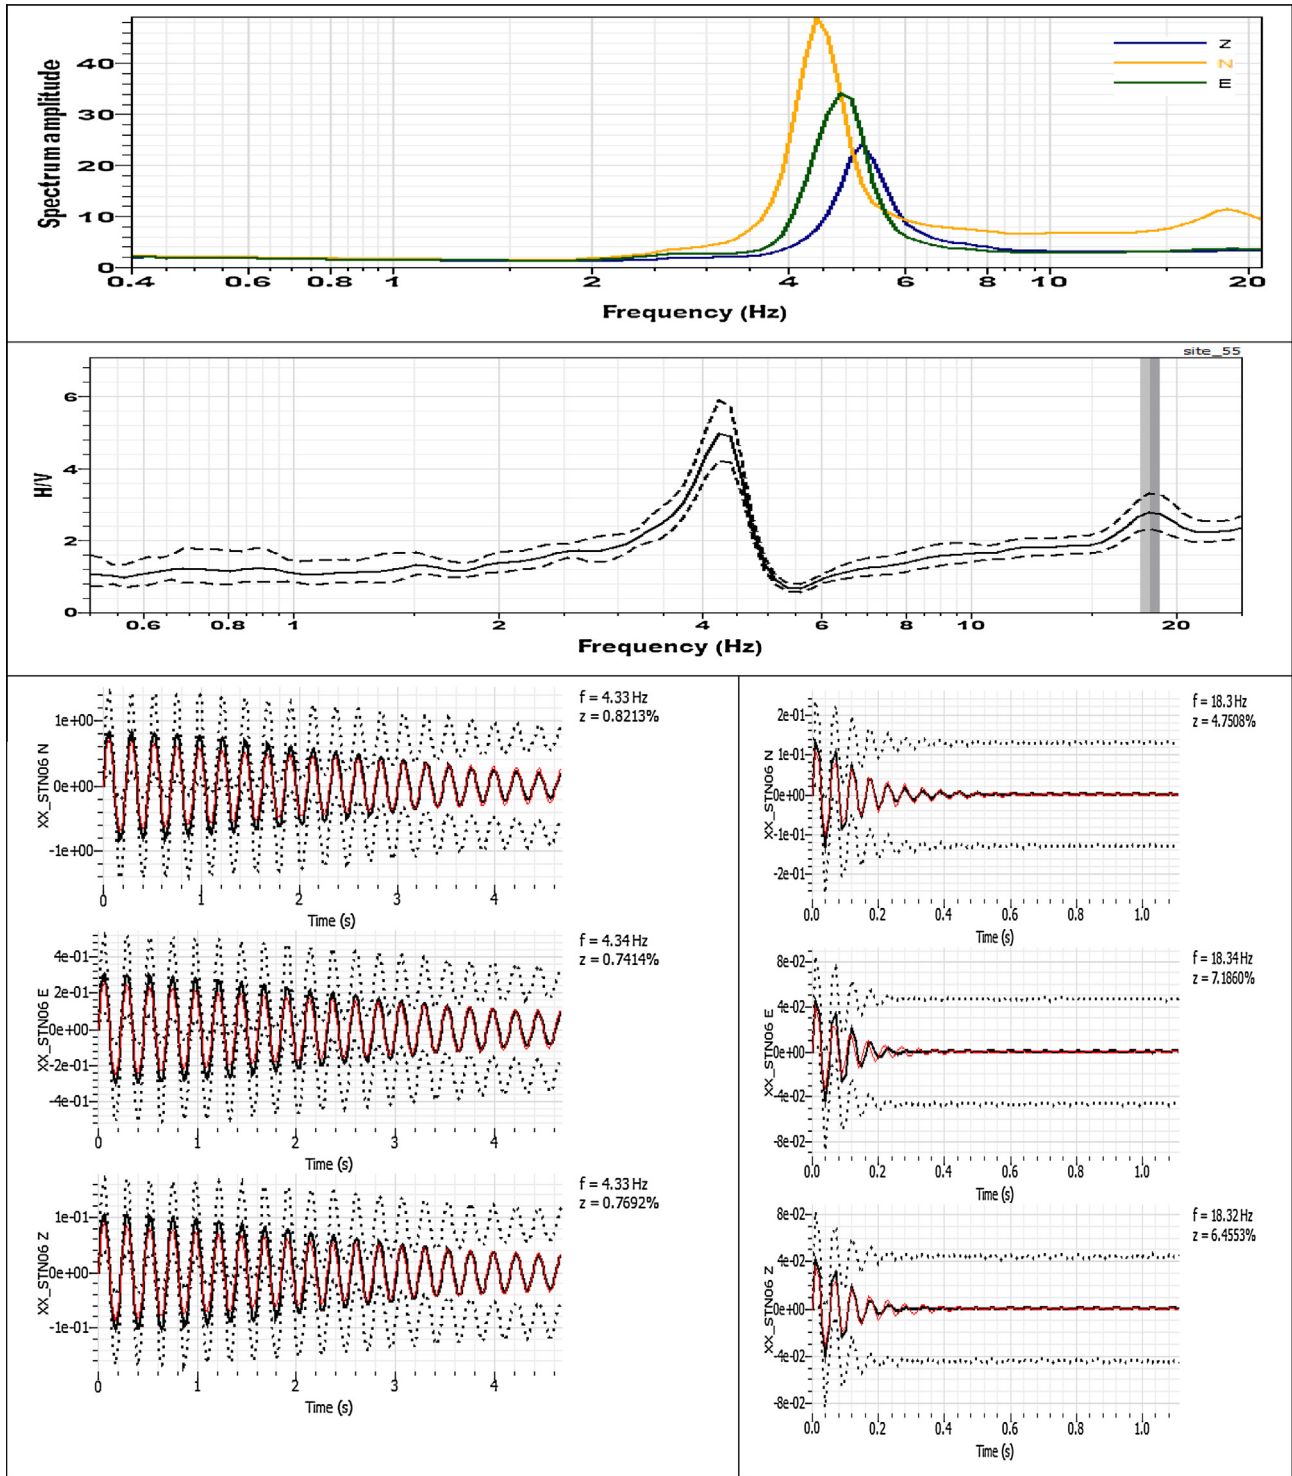 Z
N
E
Spectrum amplitude
40
30
20
10
0
0.4 0.6 0.8 1 2 4 6 8 10 20
Frequency (Hz)
site_55
H/V
6
4
2
0
0.6 0.8 1 2 4 6 8 10 20
Frequency (Hz)
XX_STN06 N
1e+00
0e+00
-1e+00
0 1 2 3 4
Time (s)
f = 4.33 Hz
z = 0.8213%
XX_STN06 E
4e-01
2e-01
0e+00
-2e-01
-4e-01
0 1 2 3 4
Time (s)
f = 4.34 Hz
z = 0.7414%
XX_STN06 Z
1e-01
0e+00
-1e-01
0 1 2 3 4
Time (s)
f = 4.33 Hz
z = 0.7692%
XX_STN06 N
2e-01
1e-01
0e+00
-1e-01
-2e-01
0.0 0.2 0.4 0.6 0.8 1.0
Time (s)
f = 18.3 Hz
z = 4.7508%
XX_STN06 E
8e-02
4e-02
0e+00
-4e-02
-8e-02
0.0 0.2 0.4 0.6 0.8 1.0
Time (s)
f = 18.34 Hz
z = 7.1860%
XX_STN06 Z
8e-02
4e-02
0e+00
-4e-02
-8e-02
0.0 0.2 0.4 0.6 0.8 1.0
Time (s)
f = 18.32 Hz
z = 6.4553%